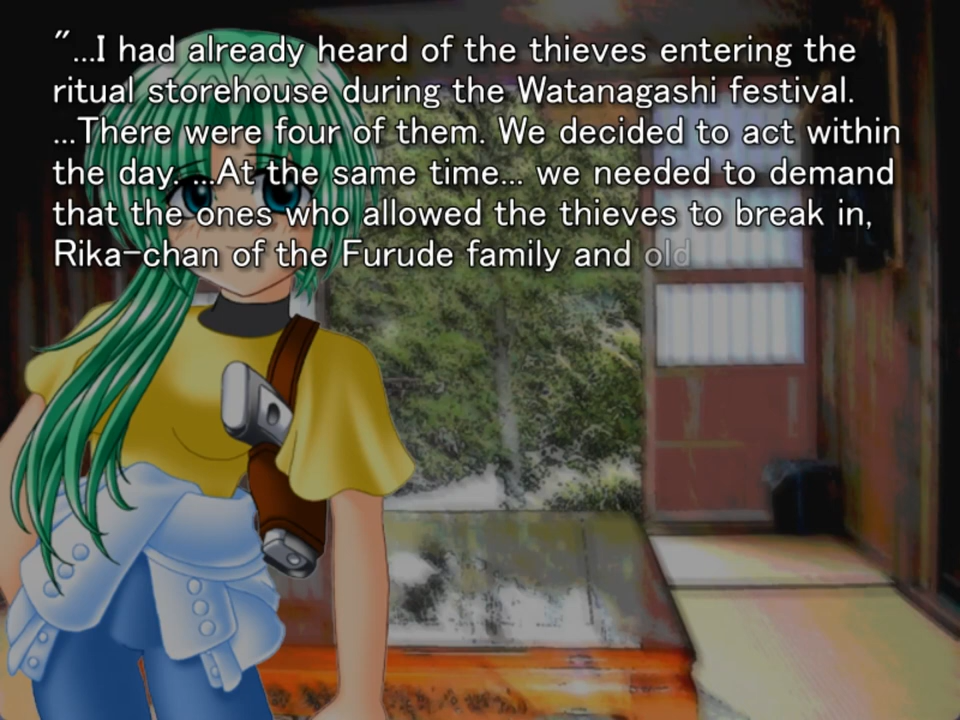 "...I had already heard of the thieves entering the
ritual storehouse during the Watanagashi festival.
...There were four of them. We decided to act within
the day. ...At the same time... we needed to demand
that the ones who allowed the thieves to break in,
Rika-chan of the Furude family and old